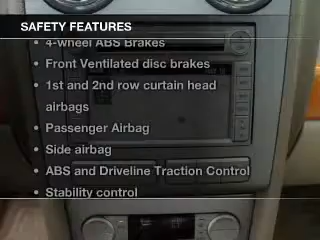 SAFETY FEATURES
• 4-wheel ABS Brakes
• Front Ventilated disc brakes
• 1st and 2nd row curtain head
airbags
• Passenger Airbag
• Side airbag
• ABS and Driveline Traction Control
• Stability control